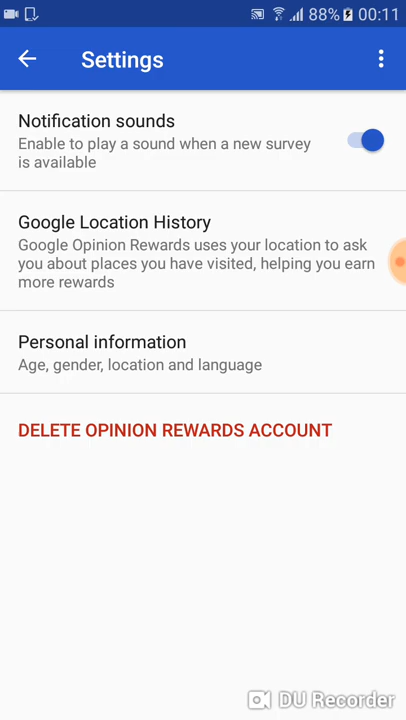 88% 00:11
Settings
Notification sounds
Enable to play a sound when a new survey
is available
Google Location History
Google Opinion Rewards uses your location to ask
you about places you have visited, helping you earn
more rewards
Personal information
Age, gender, location and language
DELETE OPINION REWARDS ACCOUNT
DU Recorder